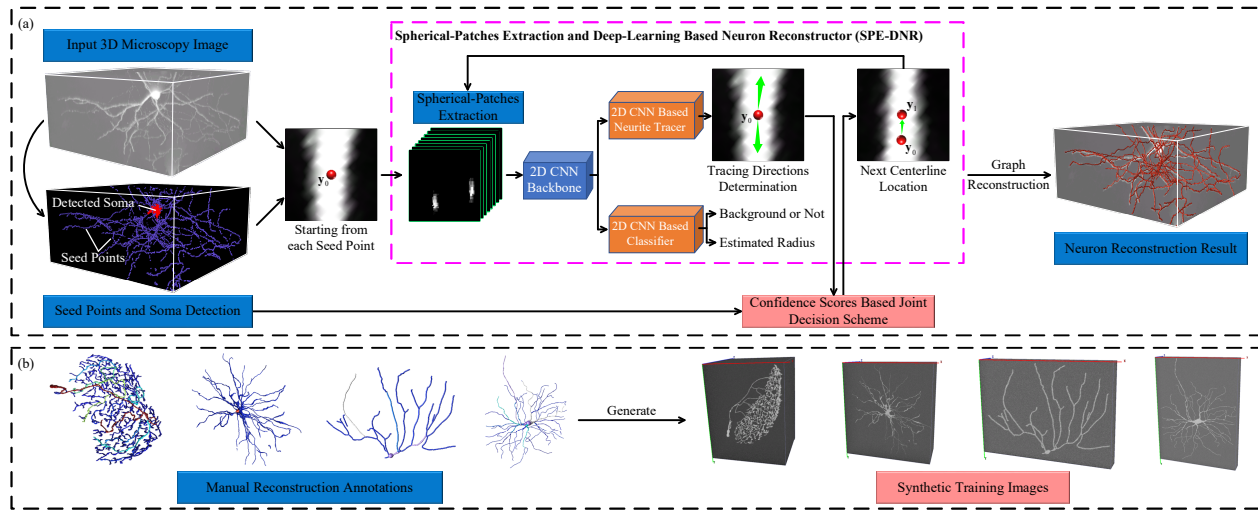 (a)
Input 3D Microscopy Image
Detected Soma
Seed Points
Seed Points and Soma Detection
y0
Starting from
each Seed Point
Spherical-Patches Extraction and Deep-Learning Based Neuron Reconstructor (SPE-DNR)
Spherical-Patches
Extraction
2D CNN
Backbone
2D CNN Based
Neurite Tracer
2D CNN Based
Classifier
y0
Tracing Directions
Determination
Background or Not
Estimated Radius
y1
y0
Next Centerline
Location
Confidence Scores Based Joint
Decision Scheme
Graph
Reconstruction
Neuron Reconstruction Result
(b)
Manual Reconstruction Annotations
Generate
Synthetic Training Images